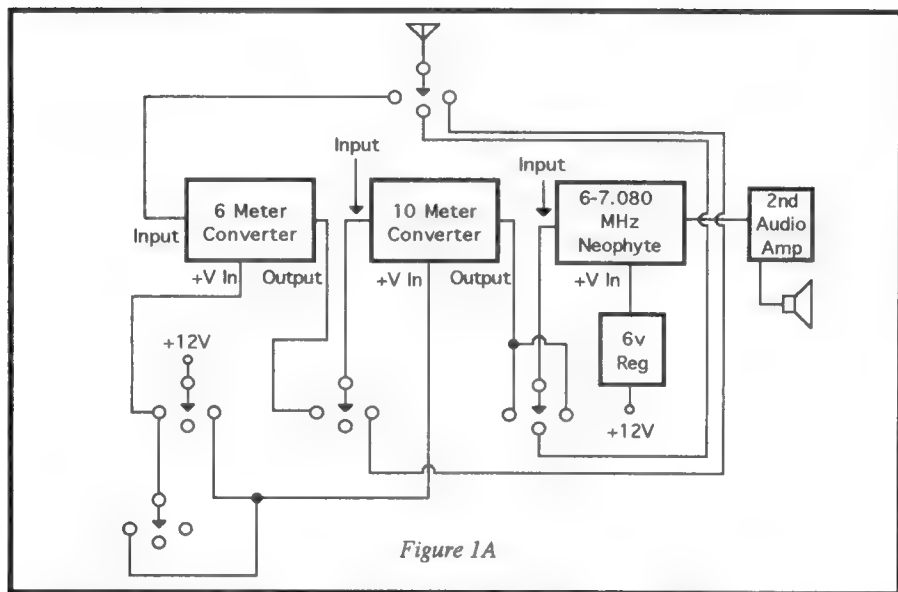 Input
Input
6 Meter
Converter
10 Meter
Converter
6-7.080
MHz
Neophyte
2nd
Audio
Amp
Input
+V In
Output
+V In
Output
+V In
+12V
6v
Reg
+12V
Figure 1A